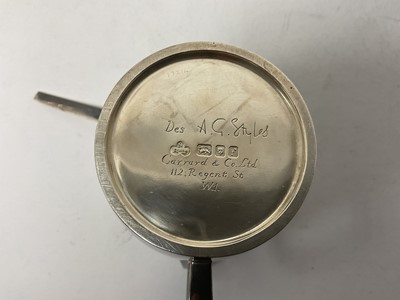 Des A.G. Styles
Garrard & Co. Ltd.
112, Regent St.
W1.